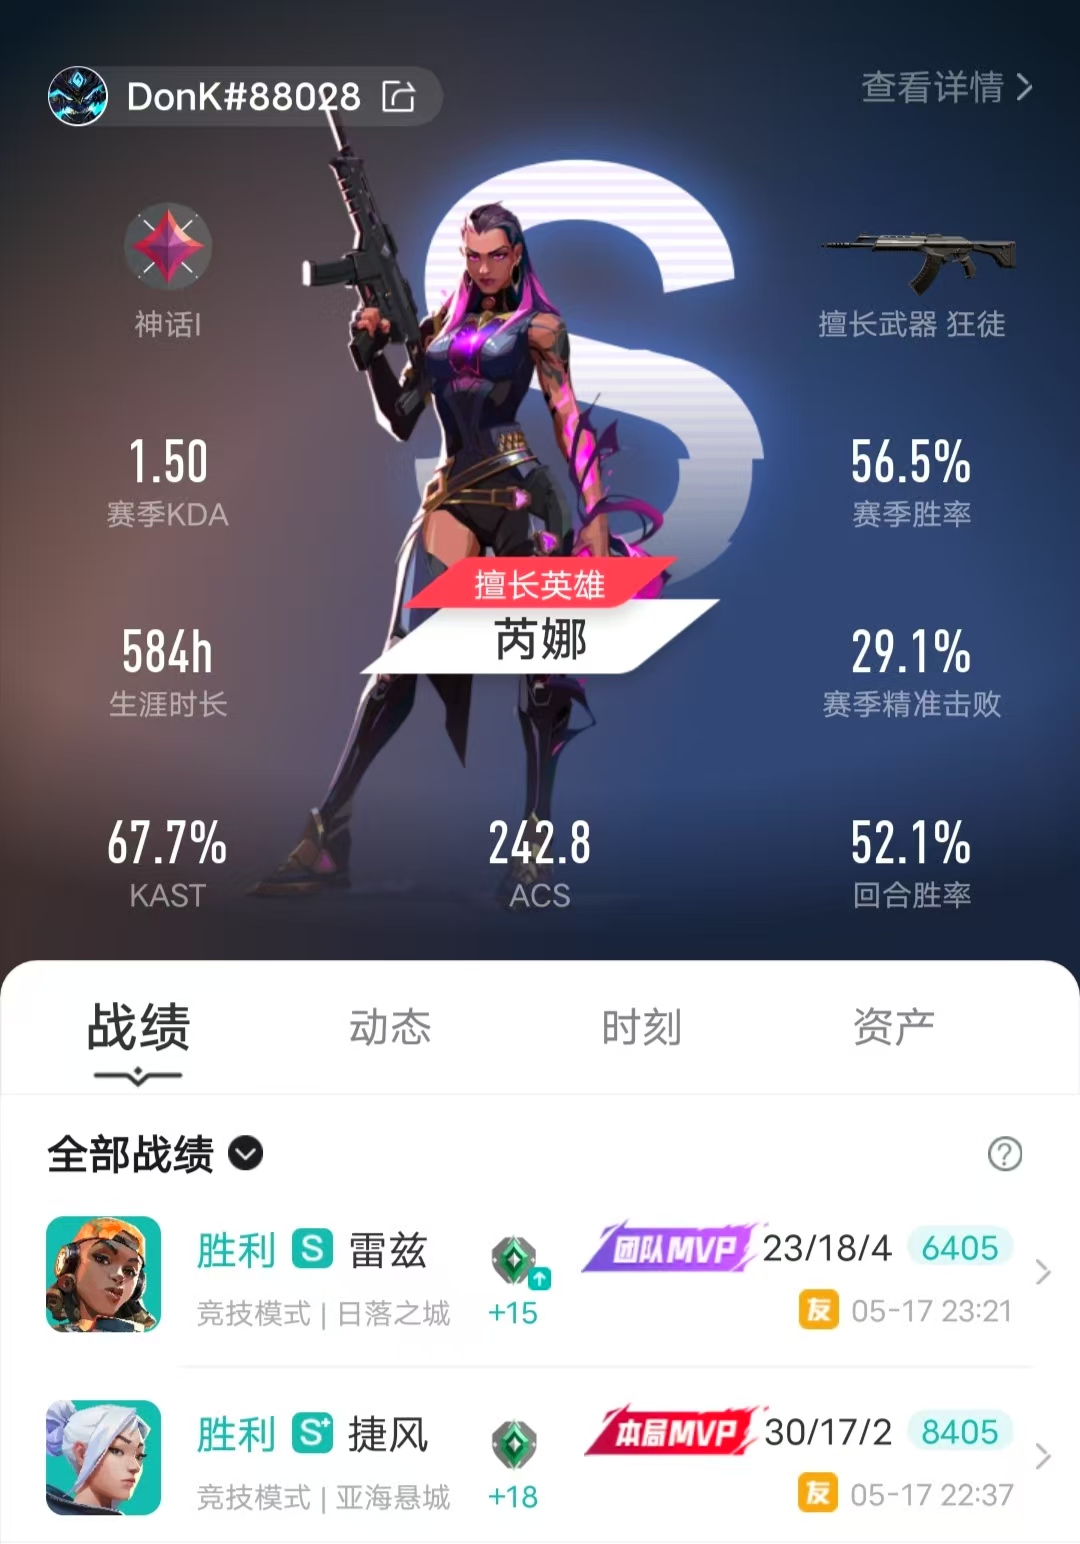 DonK#88028
查看详情
S
神话I
擅长武器 狂徒
1.50
赛季KDA
56.5%
赛季胜率
擅长英雄
芮娜
584h
生涯时长
29.1%
赛季精准击败
67.7%
KAST
242.8
ACS
52.1%
回合胜率
战绩
动态
时刻
资产
全部战绩
?
胜利 S 雷兹
团队MVP 23/18/4 6405
竞技模式 | 日落之城
+15
友 05-17 23:21
胜利 S+ 捷风
本局MVP 30/17/2 8405
竞技模式 | 亚海悬城
+18
友 05-17 22:37